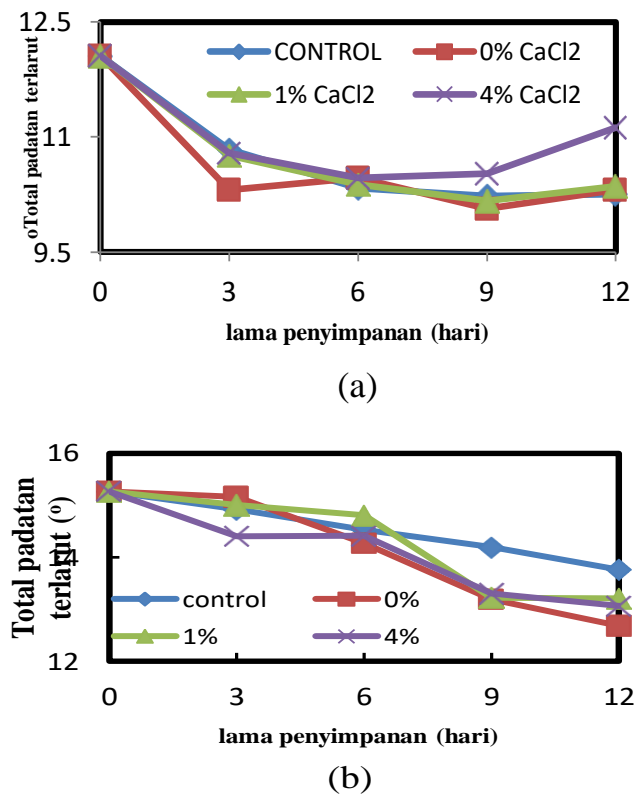 12.5
11
9.5
oTotal padatan terlarut
CONTROL 0% CaCl2
1% CaCl2 4% CaCl2
0 3 6 9 12
lama penyimpanan (hari)
(a)
16
14
12
Total padatan
terlarut (º)
control 0%
1% 4%
0 3 6 9 12
lama penyimpanan (hari)
(b)